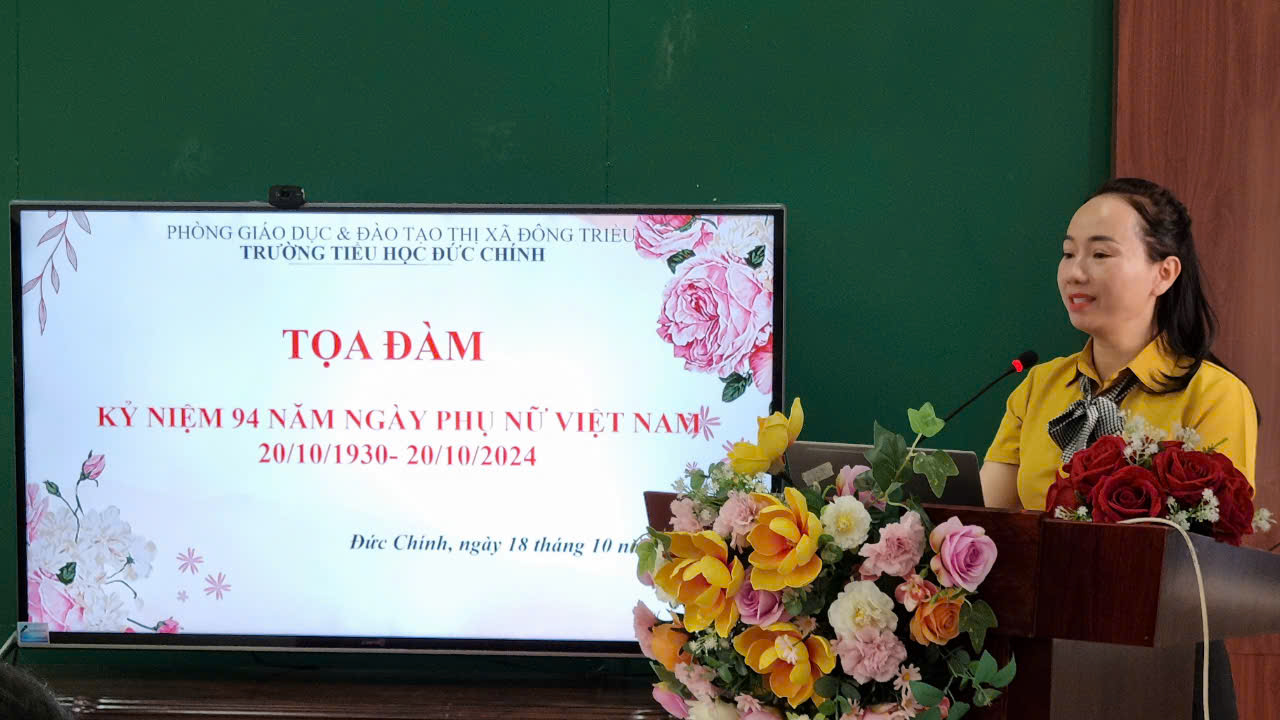 PHÒNG GIÁO DỤC & ĐÀO TẠO THỊ XÃ ĐÔNG TRIỀU
TRƯỜNG TIỂU HỌC ĐỨC CHÍNH
TỌA ĐÀM
KỶ NIỆM 94 NĂM NGÀY PHỤ NỮ VIỆT NAM
20/10/1930- 20/10/2024
Đức Chính, ngày 18 tháng 10